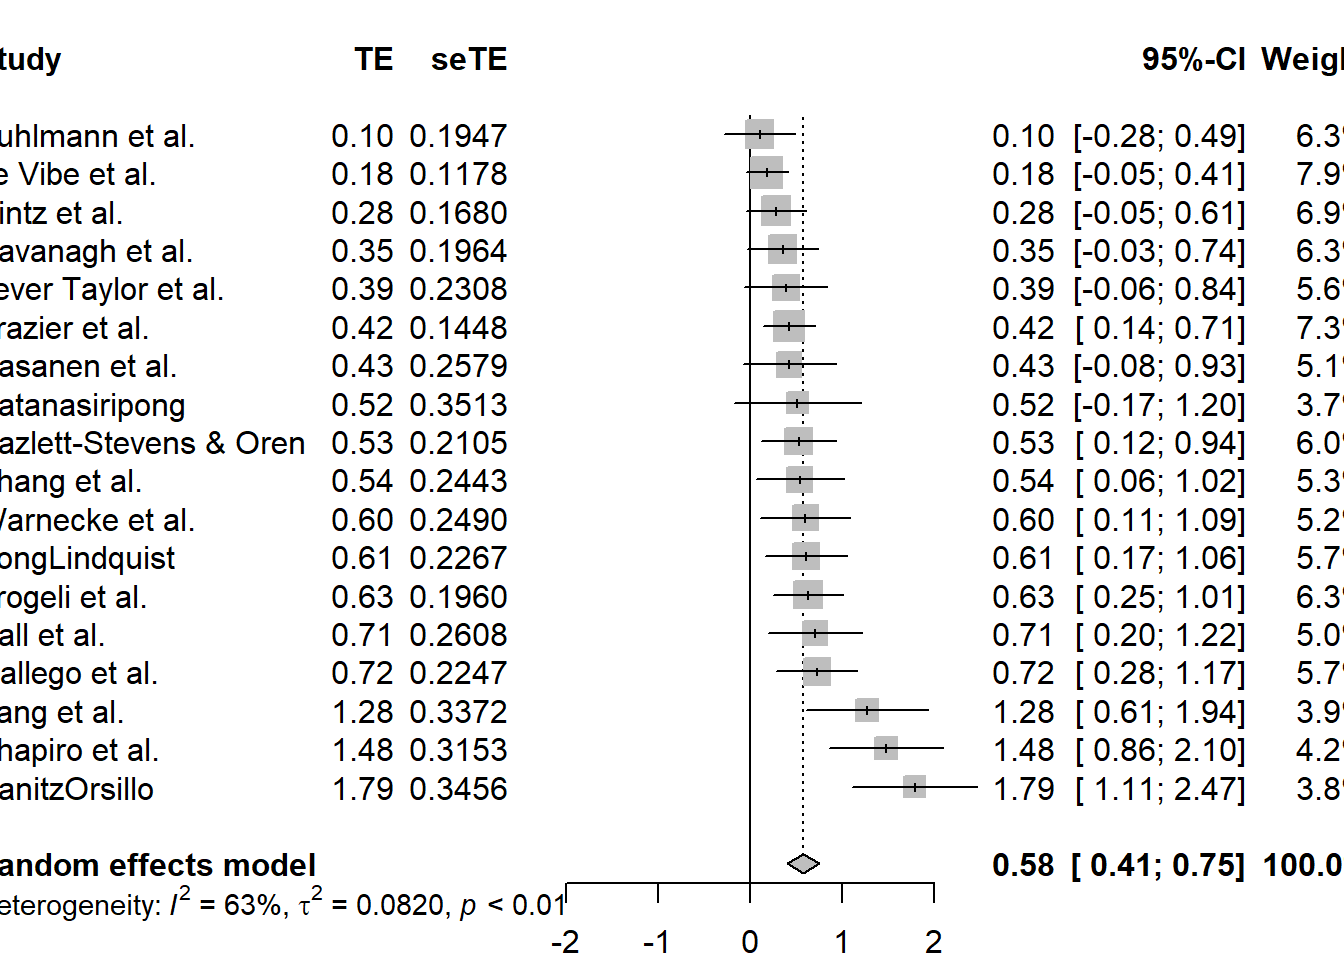 tudy TE seTE 95%-CI Weigh
uhlmann et al. 0.10 0.1947 0.10 [-0.28; 0.49] 6.3%
e Vibe et al. 0.18 0.1178 0.18 [-0.05; 0.41] 7.9%
intz et al. 0.28 0.1680 0.28 [-0.05; 0.61] 6.9%
avanagh et al. 0.35 0.1964 0.35 [-0.03; 0.74] 6.3%
ever Taylor et al. 0.39 0.2308 0.39 [-0.06; 0.84] 5.6%
razier et al. 0.42 0.1448 0.42 [ 0.14; 0.71] 7.3%
asanen et al. 0.43 0.2579 0.43 [-0.08; 0.93] 5.1%
atanasiripong 0.52 0.3513 0.52 [-0.17; 1.20] 3.7%
azlett-Stevens & Oren 0.53 0.2105 0.53 [ 0.12; 0.94] 6.0%
hang et al. 0.54 0.2443 0.54 [ 0.06; 1.02] 5.3%
Warnecke et al. 0.60 0.2490 0.60 [ 0.11; 1.09] 5.2%
ongLindquist 0.61 0.2267 0.61 [ 0.17; 1.06] 5.7%
rogeli et al. 0.63 0.1960 0.63 [ 0.25; 1.01] 6.3%
all et al. 0.71 0.2608 0.71 [ 0.20; 1.22] 5.0%
allego et al. 0.72 0.2247 0.72 [ 0.28; 1.17] 5.7%
ang et al. 1.28 0.3372 1.28 [ 0.61; 1.94] 3.9%
hapiro et al. 1.48 0.3153 1.48 [ 0.86; 2.10] 4.2%
anitzOrsillo 1.79 0.3456 1.79 [ 1.11; 2.47] 3.8%
andom effects model 0.58 [ 0.41; 0.75] 100.0
eterogeneity: I² = 63%, τ² = 0.0820, p < 0.01
-2 -1 0 1 2